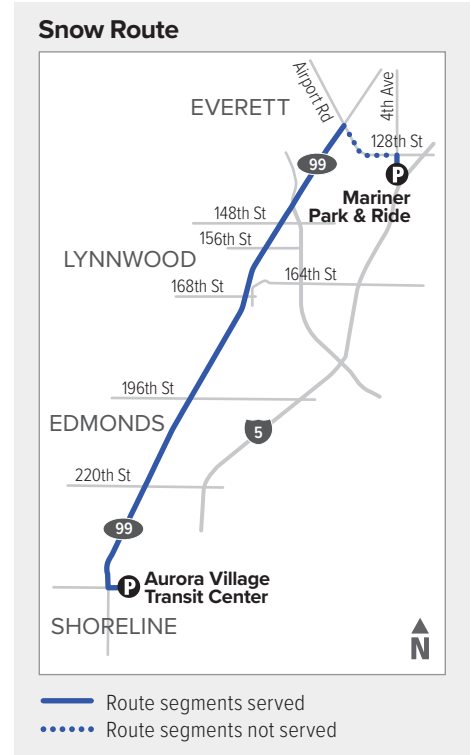 Snow Route
Airport Rd
4th Ave
EVERETT
128th St
99
P
Mariner
Park & Ride
148th St
156th St
LYNNWOOD
164th St
168th St
196th St
EDMONDS
5
220th St
99
P
Aurora Village
Transit Center
SHORELINE
N
Route segments served
Route segments not served